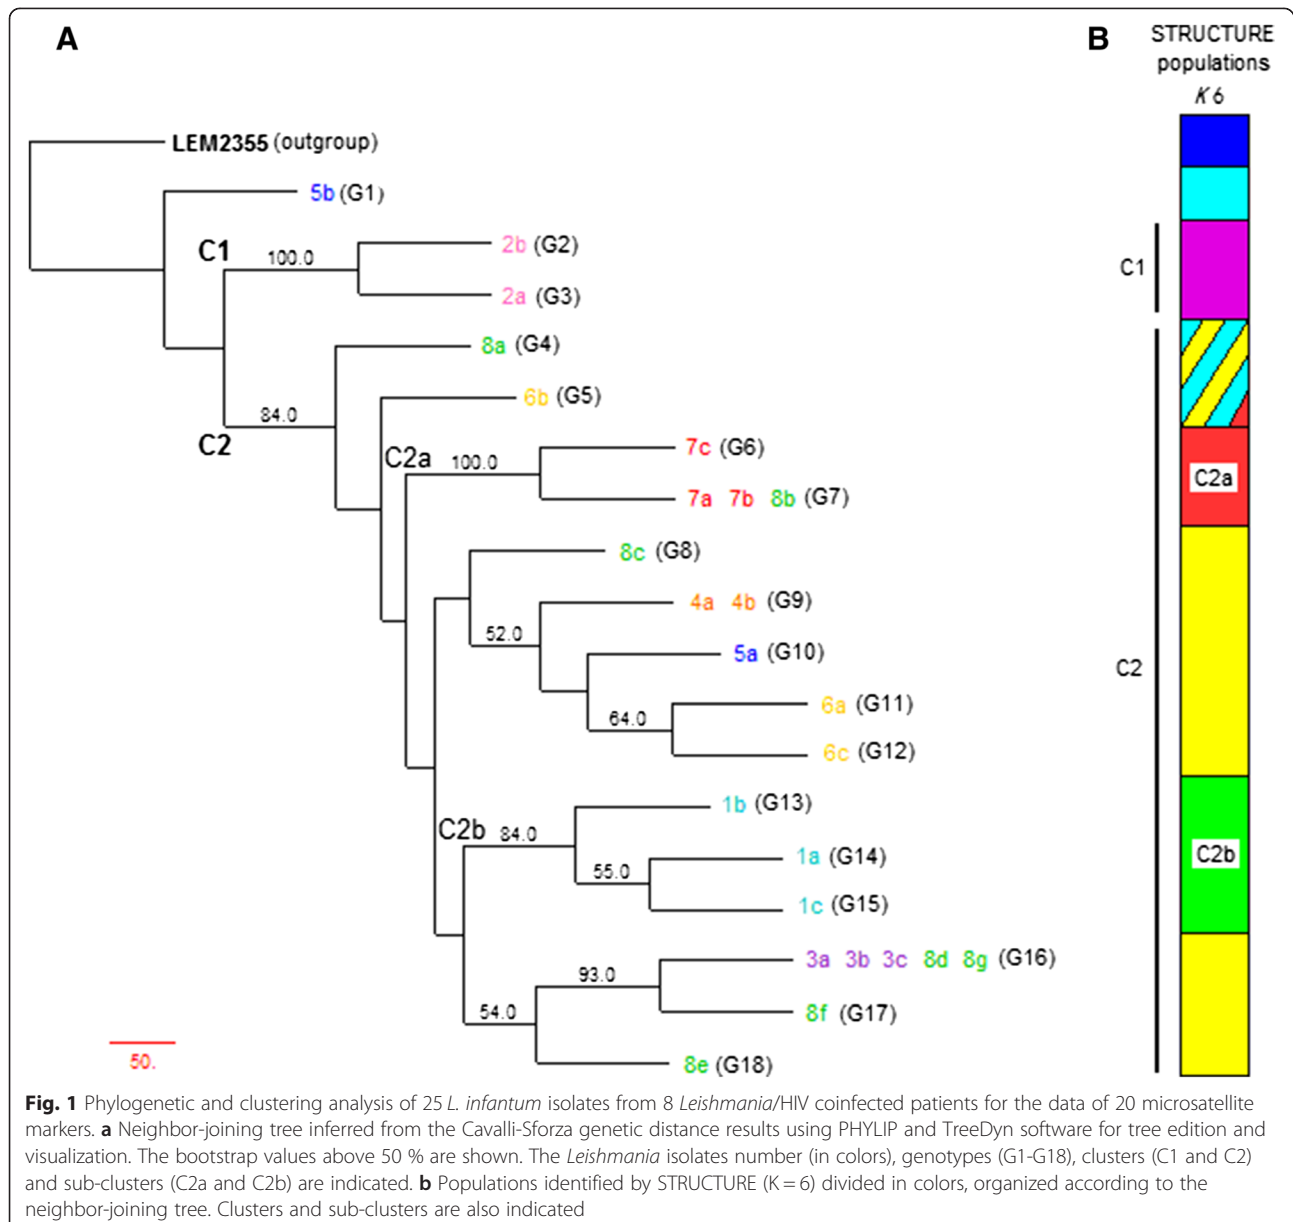 A
B
STRUCTURE
populations
K 6
LEM2355 (outgroup)
5b (G1)
C1
100.0
2b (G2)
2a (G3)
C1
8a (G4)
84.0
C2
6b (G5)
C2a
100.0
7c (G6)
7a 7b 8b (G7)
C2a
8c (G8)
52.0
4a 4b (G9)
5a (G10)
C2
64.0
6a (G11)
6c (G12)
C2b
84.0
1b (G13)
55.0
1a (G14)
1c (G15)
C2b
93.0
3a 3b 3c 8d 8g (G16)
54.0
8f (G17)
8e (G18)
50.
Fig. 1 Phylogenetic and clustering analysis of 25 L. infantum isolates from 8 Leishmania/HIV coinfected patients for the data of 20 microsatellite
markers. a Neighbor-joining tree inferred from the Cavalli-Sforza genetic distance results using PHYLIP and TreeDyn software for tree edition and
visualization. The bootstrap values above 50 % are shown. The Leishmania isolates number (in colors), genotypes (G1-G18), clusters (C1 and C2)
and sub-clusters (C2a and C2b) are indicated. b Populations identified by STRUCTURE (K = 6) divided in colors, organized according to the
neighbor-joining tree. Clusters and sub-clusters are also indicated